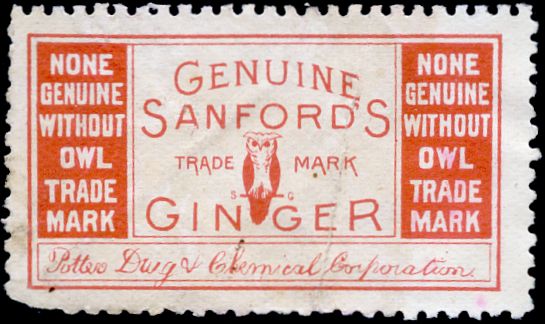 NONE
GENUINE
WITHOUT
OWL
TRADE
MARK
GENUINE
SANFORD'S
TRADE MARK
S G
GINGER
NONE
GENUINE
WITHOUT
OWL
TRADE
MARK
Potter Drug & Chemical Corporation.